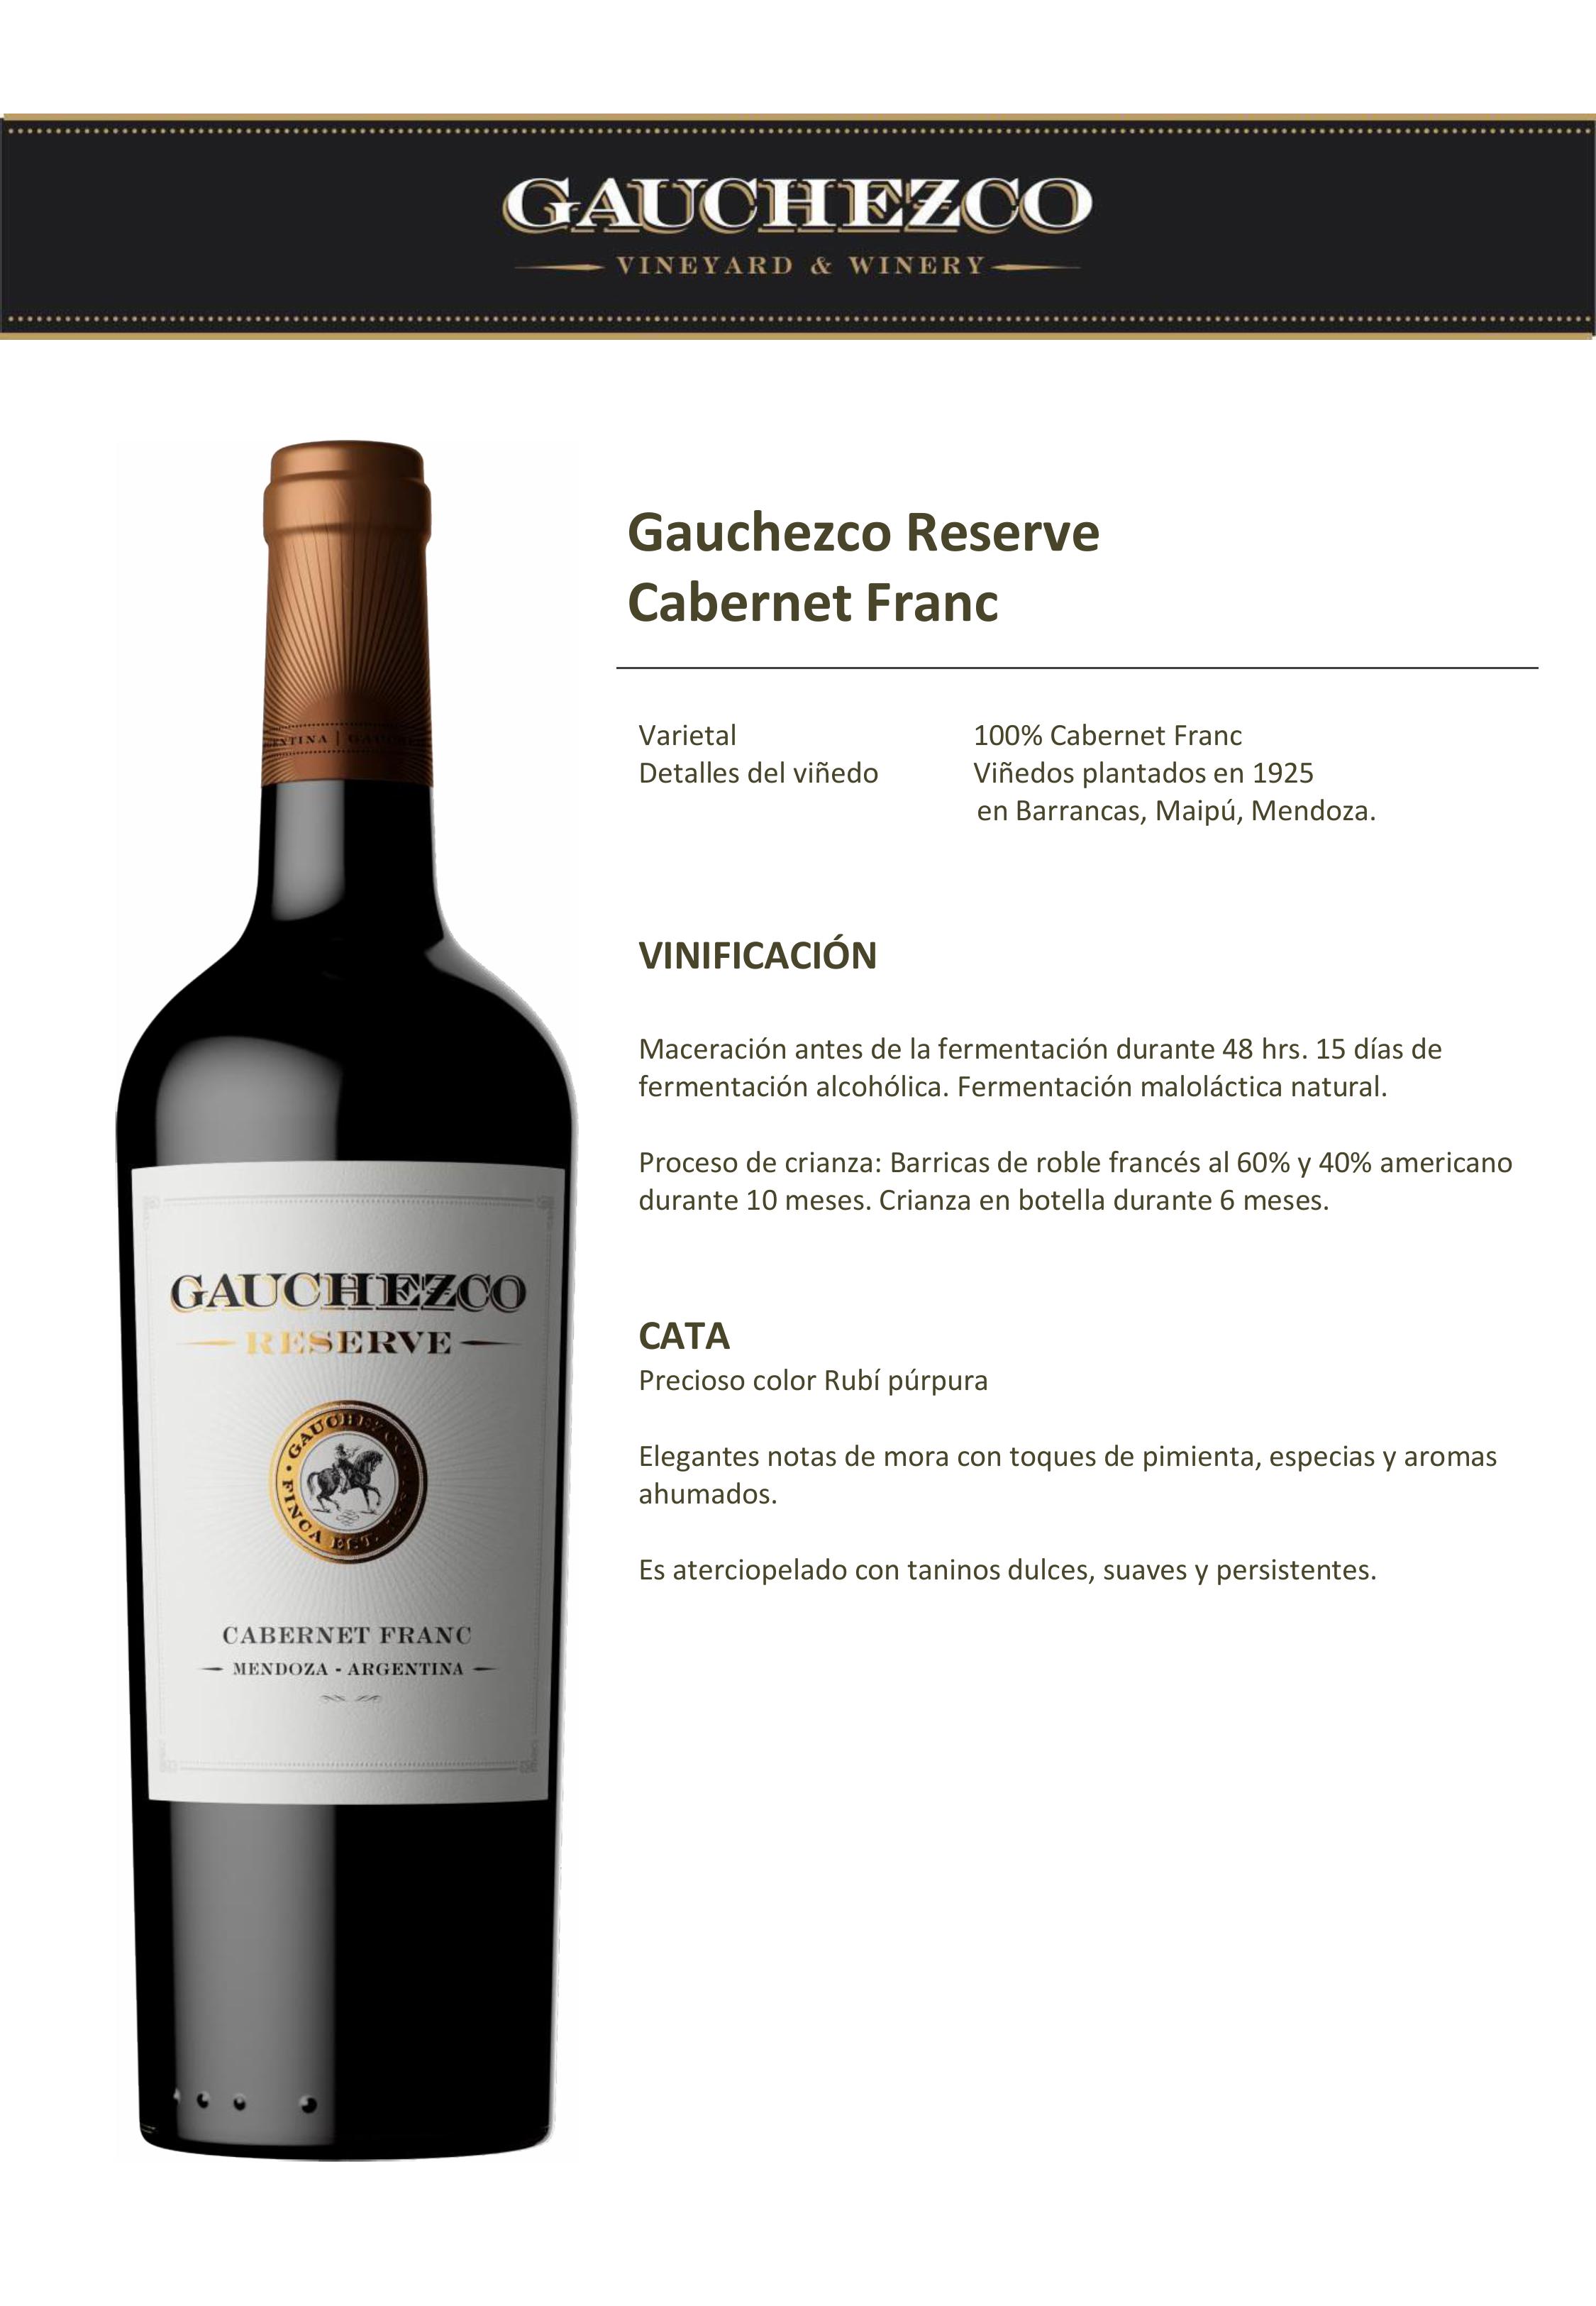 GAUCHEZCO
VINEYARD & WINERY
Gauchezco Reserve
Cabernet Franc
Varietal 100% Cabernet Franc
Detalles del viñedo Viñedos plantados en 1925
en Barrancas, Maipú, Mendoza.
VINIFICACIÓN
Maceración antes de la fermentación durante 48 hrs. 15 días de
fermentación alcohólica. Fermentación maloláctica natural.
Proceso de crianza: Barricas de roble francés al 60% y 40% americano
durante 10 meses. Crianza en botella durante 6 meses.
CATA
Precioso color Rubí púrpura
Elegantes notas de mora con toques de pimienta, especias y aromas
ahumados.
Es aterciopelado con taninos dulces, suaves y persistentes.
GAUCHEZCO
RESERVE
GAUCHEZCO
FINCA EST.
CABERNET FRANC
MENDOZA - ARGENTINA